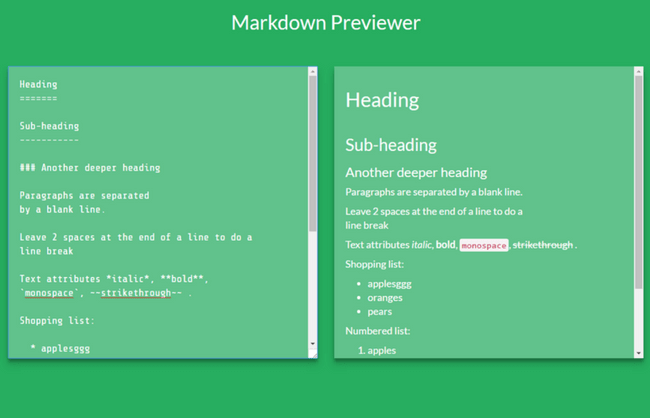 Markdown Previewer
Heading
=======
Sub-heading
-----------
### Another deeper heading
Paragraphs are separated
by a blank line.
Leave 2 spaces at the end of a line to do a
line break
Text attributes *italic*, **bold**,
`monospace`, ~~strikethrough~~ .
Shopping list:
* applesggg
Heading
Sub-heading
Another deeper heading
Paragraphs are separated by a blank line.
Leave 2 spaces at the end of a line to do a
line break
Text attributes italic, bold, monospace, strikethrough .
Shopping list:
• applesggg
• oranges
• pears
Numbered list:
1. apples